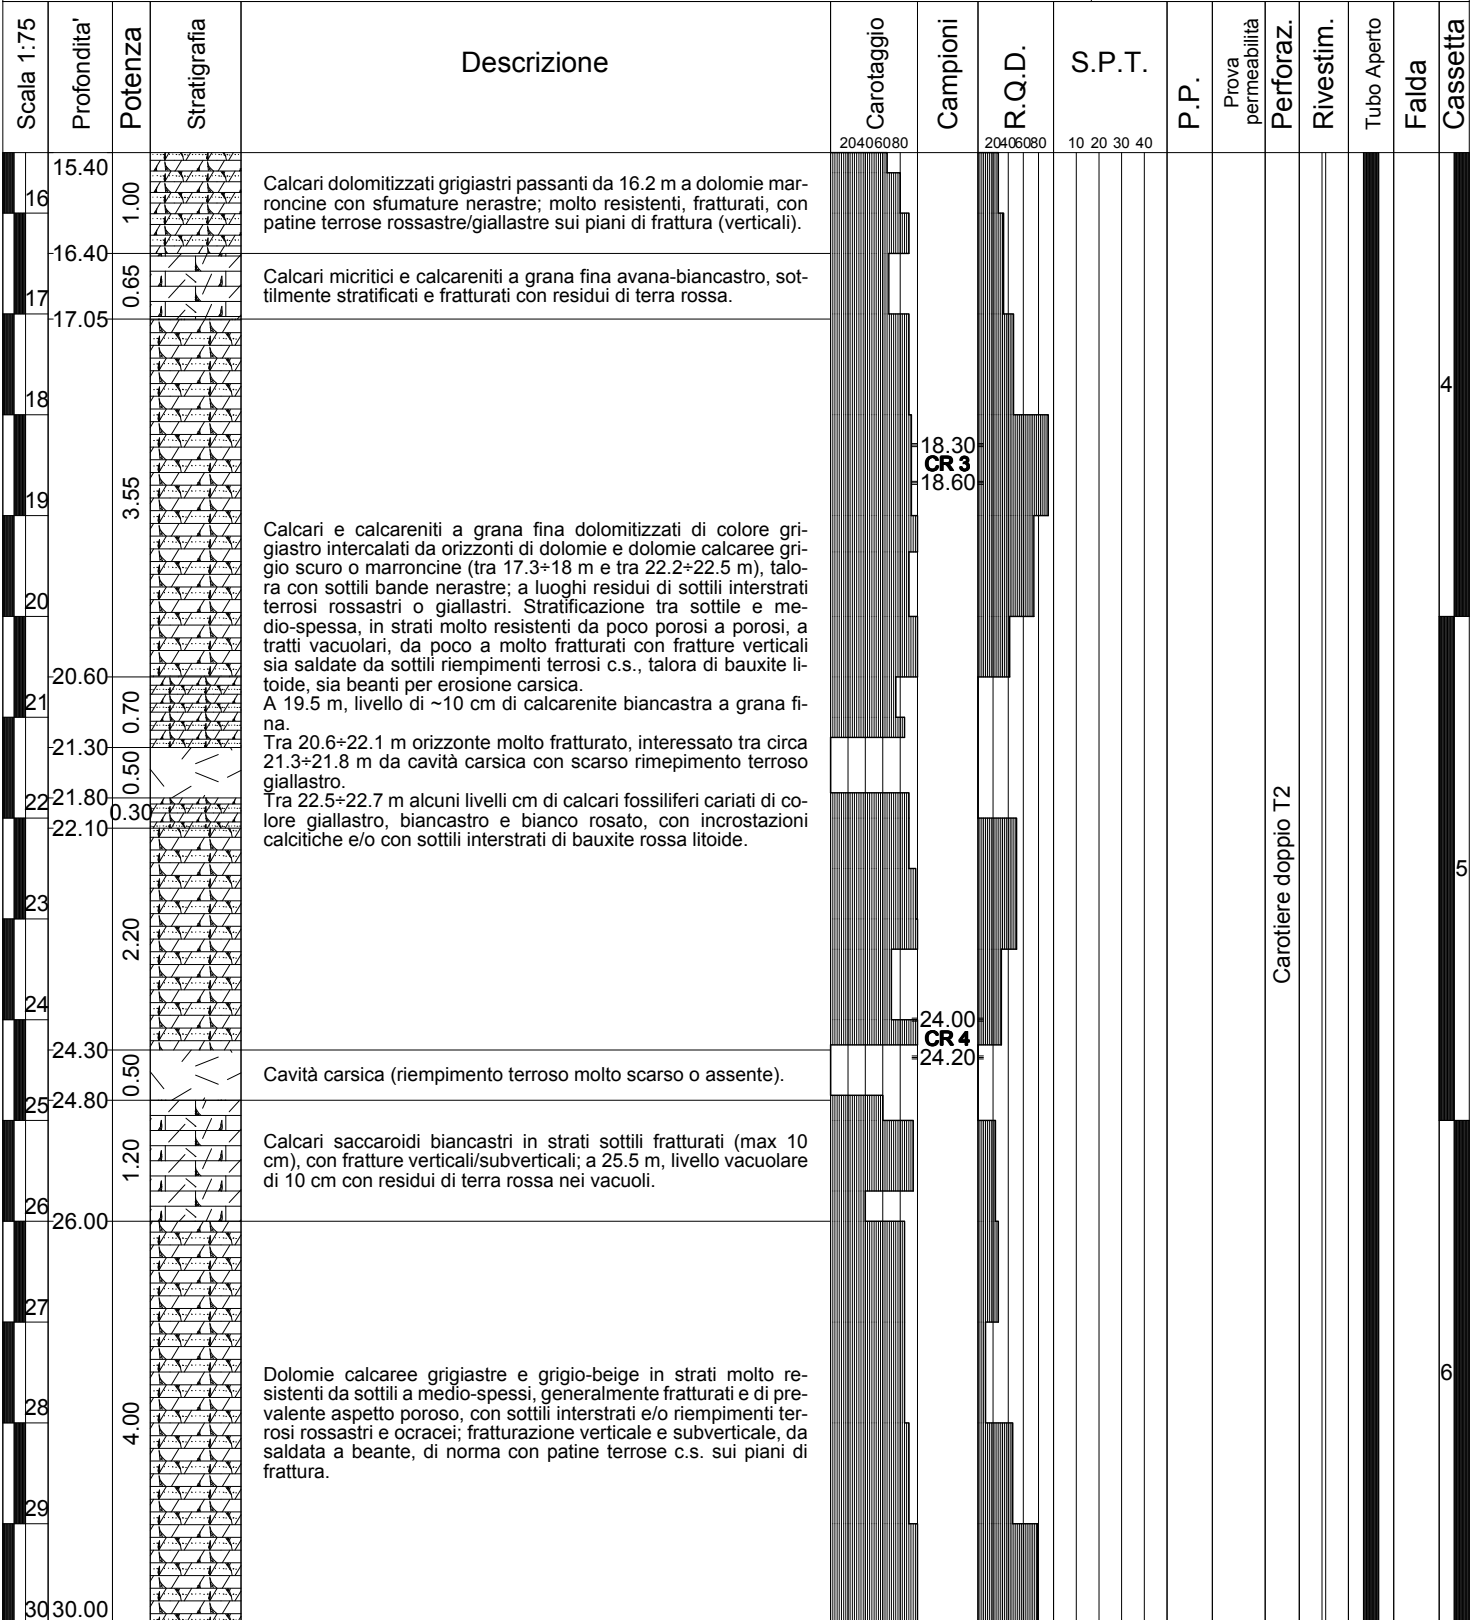 Scala 1:75
Profondita'
Potenza
Stratigrafia
Descrizione
Carotaggio
20406080
Campioni
R.Q.D.
20406080
S.P.T.
10 20 30 40
P.P.
Prova
permeabilità
Perforaz.
Rivestim.
Tubo Aperto
Falda
Cassetta
15.40
16
1.00
Calcari dolomitizzati grigiastri passanti da 16.2 m a dolomie mar-
roncine con sfumature nerastre; molto resistenti, fratturati, con
patine terrose rossastre/giallastre sui piani di frattura (verticali).
16.40
0.65
Calcari micritici e calcareniti a grana fina avana-biancastro, sot-
tilmente stratificati e fratturati con residui di terra rossa.
17
17.05
18
4
18.30
CR 3
18.60
19
3.55
Calcari e calcareniti a grana fina dolomitizzati di colore gri-
giastro intercalati da orizzonti di dolomie e dolomie calcaree gri-
gio scuro o marroncine (tra 17.3÷18 m e tra 22.2÷22.5 m), talo-
ra con sottili bande nerastre; a luoghi residui di sottili interstrati
terrosi rossastri o giallastri. Stratificazione tra sottile e me-
dio-spessa, in strati molto resistenti da poco porosi a porosi, a
tratti vacuolari, da poco a molto fratturati con fratture verticali
sia saldate da sottili riempimenti terrosi c.s., talora di bauxite li-
toide, sia beanti per erosione carsica.
A 19.5 m, livello di ~10 cm di calcarenite biancastra a grana fi-
na.
Tra 20.6÷22.1 m orizzonte molto fratturato, interessato tra circa
21.3÷21.8 m da cavità carsica con scarso rimepimento terroso
giallastro.
Tra 22.5÷22.7 m alcuni livelli cm di calcari fossiliferi cariati di co-
lore giallastro, biancastro e bianco rosato, con incrostazioni
calcitiche e/o con sottili interstrati di bauxite rossa litoide.
20
20.60
21
0.70
21.30
0.50
22
21.80
0.30
22.10
Carotiere doppio T2
5
23
2.20
24
24.00
CR 4
24.20
24.30
0.50
Cavità carsica (riempimento terroso molto scarso o assente).
24.80
25
1.20
Calcari saccaroidi biancastri in strati sottili fratturati (max 10
cm), con fratture verticali/subverticali; a 25.5 m, livello vacuolare
di 10 cm con residui di terra rossa nei vacuoli.
26
26.00
27
6
28
4.00
Dolomie calcaree grigiastre e grigio-beige in strati molto re-
sistenti da sottili a medio-spessi, generalmente fratturati e di pre-
valente aspetto poroso, con sottili interstrati e/o riempimenti ter-
rosi rossastri e ocracei; fratturazione verticale e subverticale, da
saldata a beante, di norma con patine terrose c.s. sui piani di
frattura.
29
30
30.00